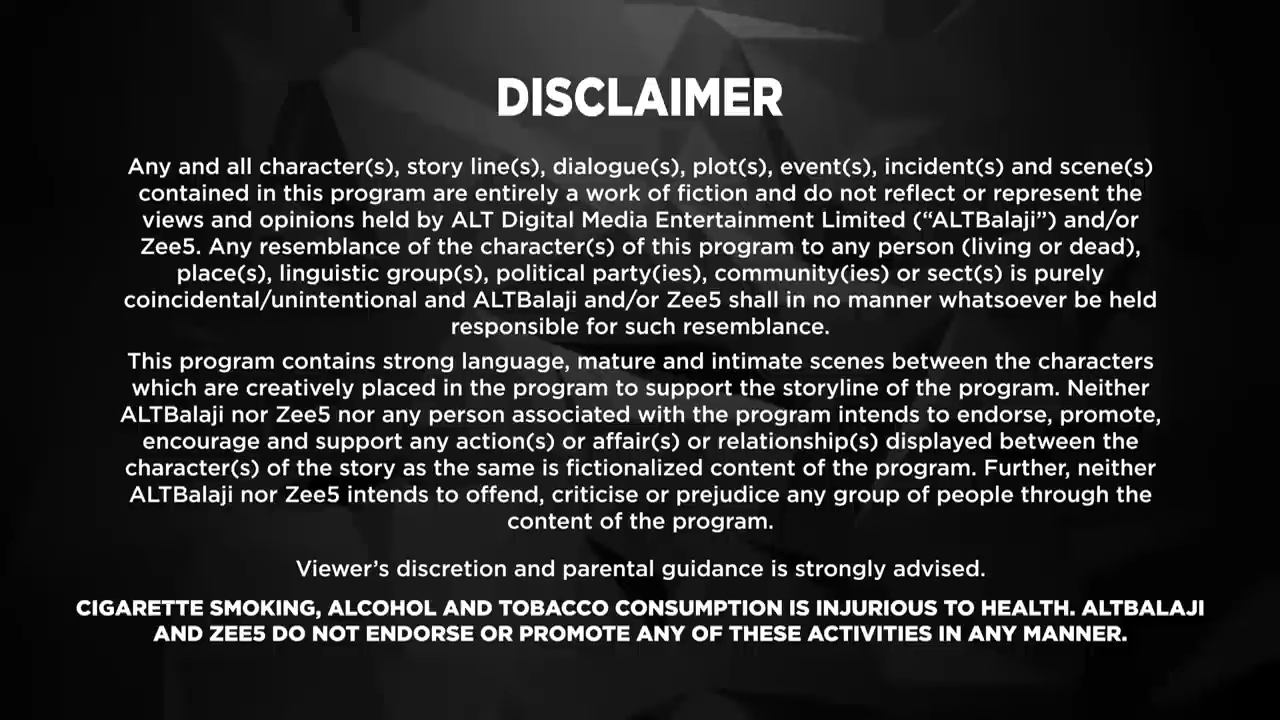 DISCLAIMER
Any and all character(s), story line(s), dialogue(s), plot(s), event(s), incident(s) and scene(s)
contained in this program are entirely a work of fiction and do not reflect or represent the
views and opinions held by ALT Digital Media Entertainment Limited (“ALTBalaji”) and/or
Zee5. Any resemblance of the character(s) of this program to any person (living or dead),
place(s), linguistic group(s), political party(ies), community(ies) or sect(s) is purely
coincidental/unintentional and ALTBalaji and/or Zee5 shall in no manner whatsoever be held
responsible for such resemblance.
This program contains strong language, mature and intimate scenes between the characters
which are creatively placed in the program to support the storyline of the program. Neither
ALTBalaji nor Zee5 nor any person associated with the program intends to endorse, promote,
encourage and support any action(s) or affair(s) or relationship(s) displayed between the
character(s) of the story as the same is fictionalized content of the program. Further, neither
ALTBalaji nor Zee5 intends to offend, criticise or prejudice any group of people through the
content of the program.
Viewer’s discretion and parental guidance is strongly advised.
CIGARETTE SMOKING, ALCOHOL AND TOBACCO CONSUMPTION IS INJURIOUS TO HEALTH. ALTBALAJI
AND ZEE5 DO NOT ENDORSE OR PROMOTE ANY OF THESE ACTIVITIES IN ANY MANNER.